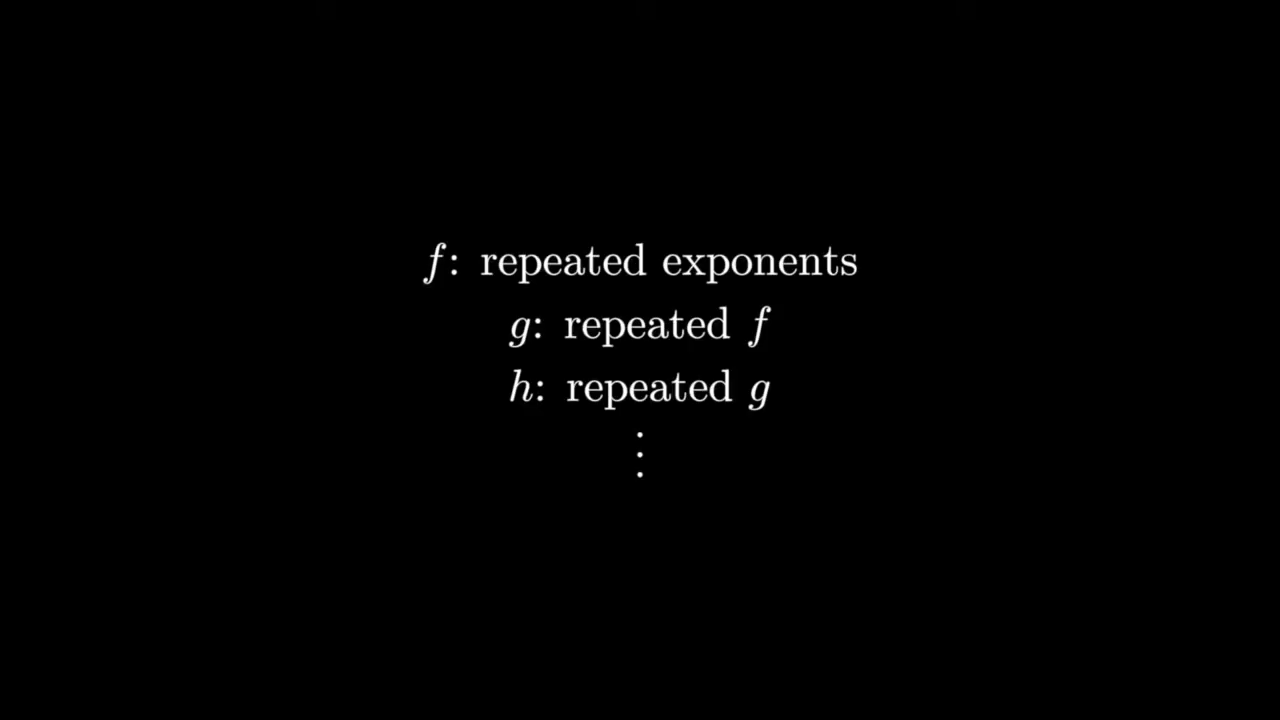 f: repeated exponents
g: repeated f
h: repeated g
⋮